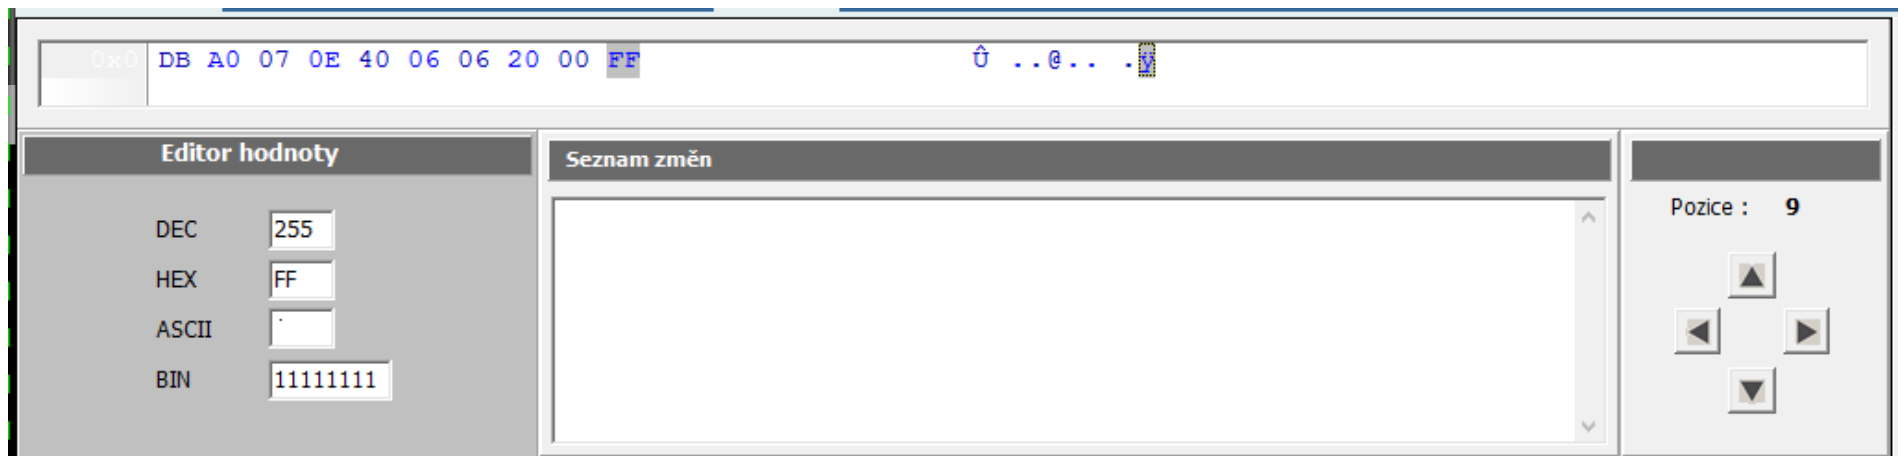 0x0 DB A0 07 0E 40 06 06 20 00 FF Û ..@.. .ÿ
Editor hodnoty
Seznam změn
Pozice : 9
DEC 255
HEX FF
ASCII ˙
BIN 11111111